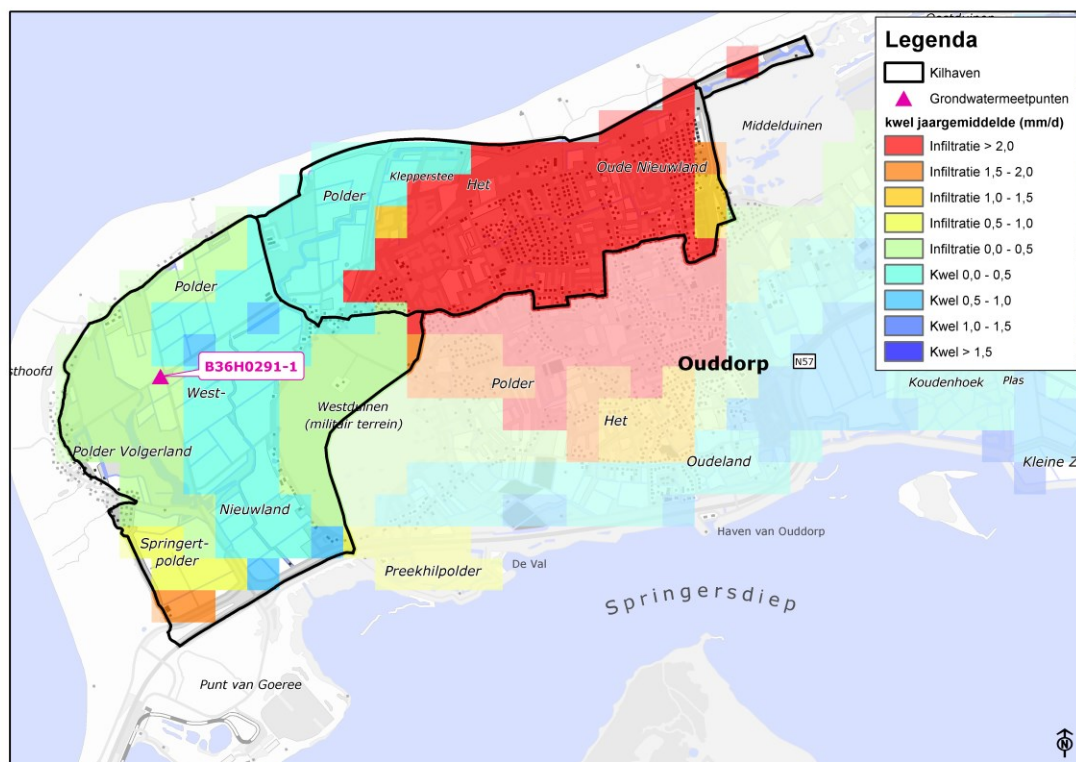 Oostduinen
Legenda
Kilhaven
Grondwatermeetpunten
kwel jaargemiddelde (mm/d)
Infiltratie > 2,0
Infiltratie 1,5 - 2,0
Infiltratie 1,0 - 1,5
Infiltratie 0,5 - 1,0
Infiltratie 0,0 - 0,5
Kwel 0,0 - 0,5
Kwel 0,5 - 1,0
Kwel 1,0 - 1,5
Kwel > 1,5
Middelduinen
Klepperstee
Oude Nieuwland
Polder
Het
Polder
B36H0291-1
sthoofd
West-
Ouddorp
N57
Polder
Koudenhoek
Plas
Westduinen
(militair terrein)
Het
Polder Volgerland
Oudeland
Kleine Z
Nieuwland
Haven van Ouddorp
Springert-
polder
De Val
Preekhilpolder
Springersdiep
Punt van Goeree
N